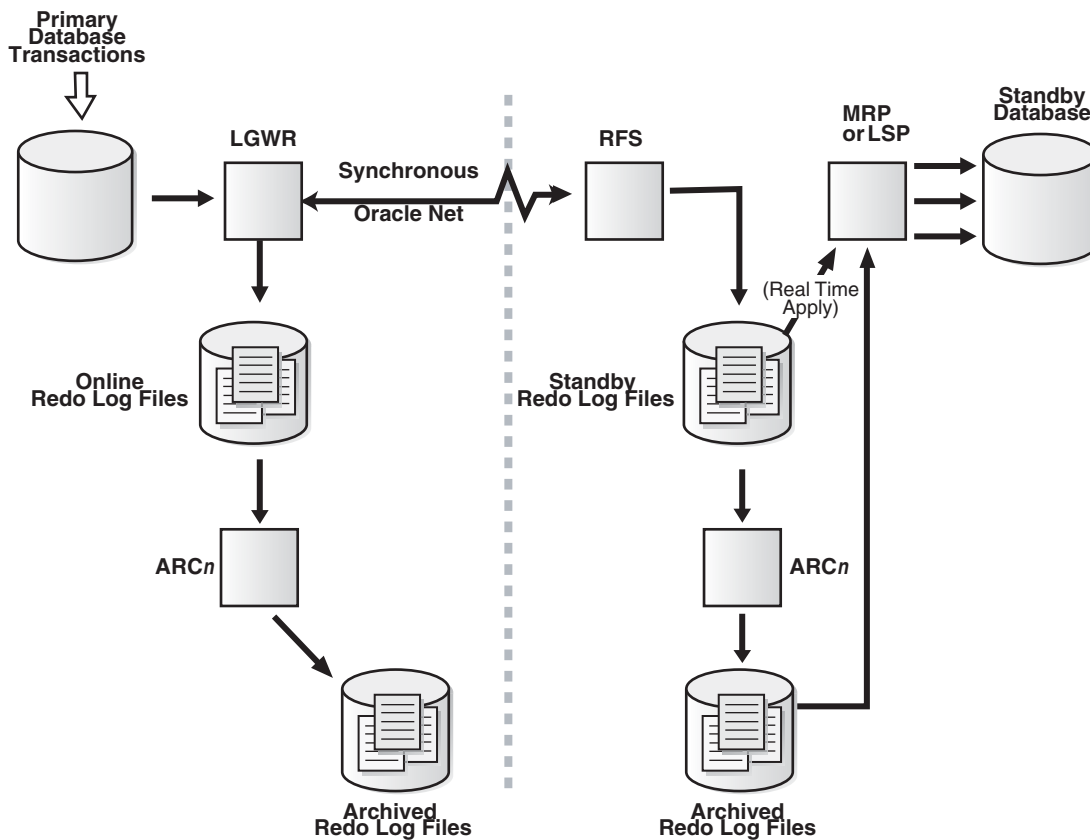 Primary
Database
Transactions
LGWR
Synchronous
Oracle Net
RFS
MRP
or LSP
Standby
Database
(Real Time
Apply)
Online
Redo Log Files
Standby
Redo Log Files
ARCn
ARCn
Archived
Redo Log Files
Archived
Redo Log Files